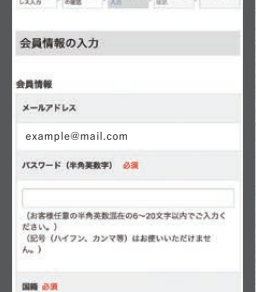 会員情報の入力
会員情報
メールアドレス
example@mail.com
パスワード（半角英数字） 必須
（お客様任意の半角英数混在の6～20文字以内でご入力く
ださい。）
（記号（ハイフン、カンマ等）はお使いいただけませ
ん。）
国籍 必須